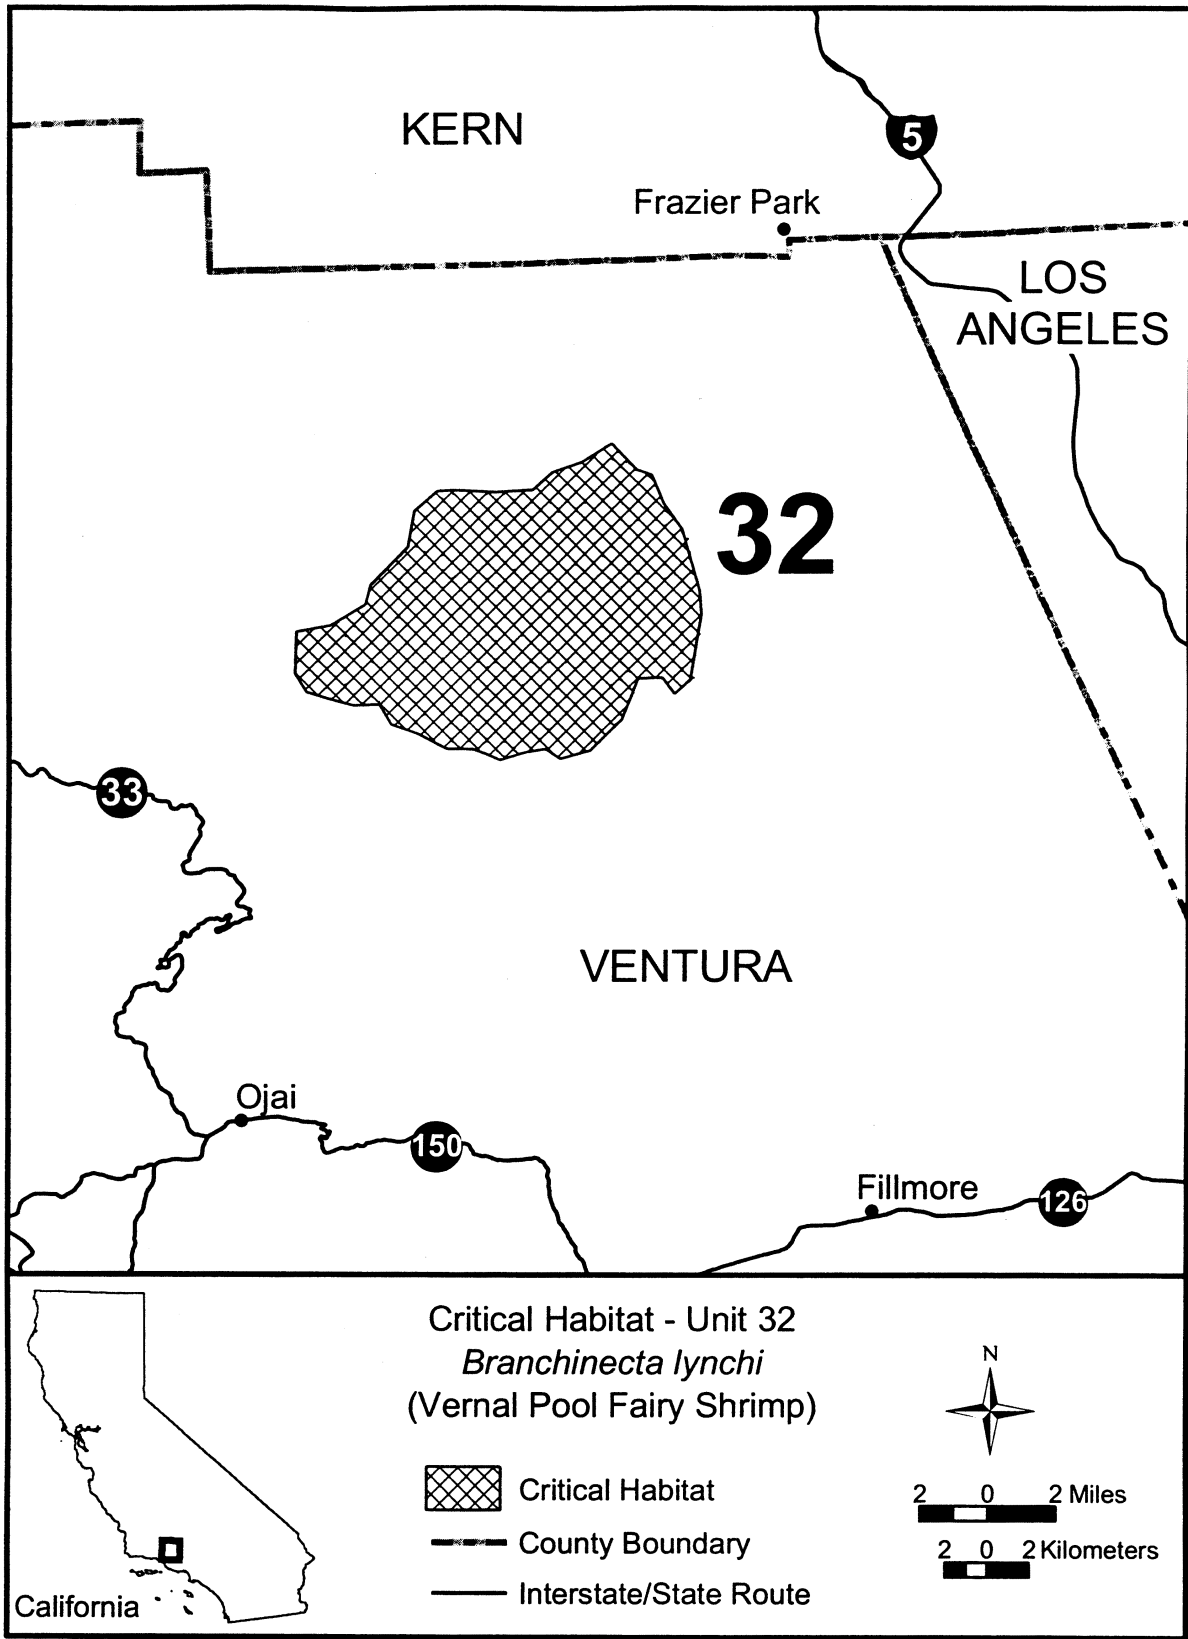 KERN
5
Frazier Park
LOS
ANGELES
32
33
VENTURA
Ojai
150
Fillmore
126
Critical Habitat - Unit 32
Branchinecta lynchi
(Vernal Pool Fairy Shrimp)
N
Critical Habitat
2 0 2 Miles
County Boundary
2 0 2 Kilometers
Interstate/State Route
California